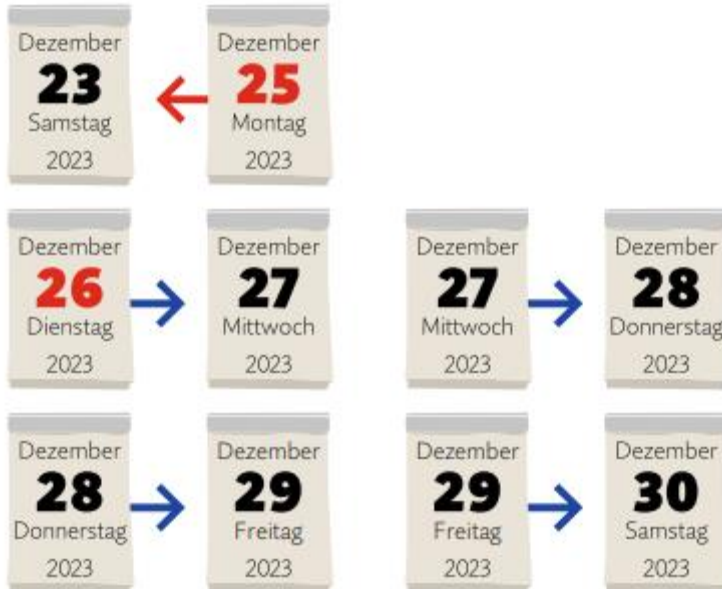 Dezember
23
Samstag
2023
Dezember
25
Montag
2023
Dezember
26
Dienstag
2023
Dezember
27
Mittwoch
2023
Dezember
27
Mittwoch
2023
Dezember
28
Donnerstag
2023
Dezember
28
Donnerstag
2023
Dezember
29
Freitag
2023
Dezember
29
Freitag
2023
Dezember
30
Samstag
2023